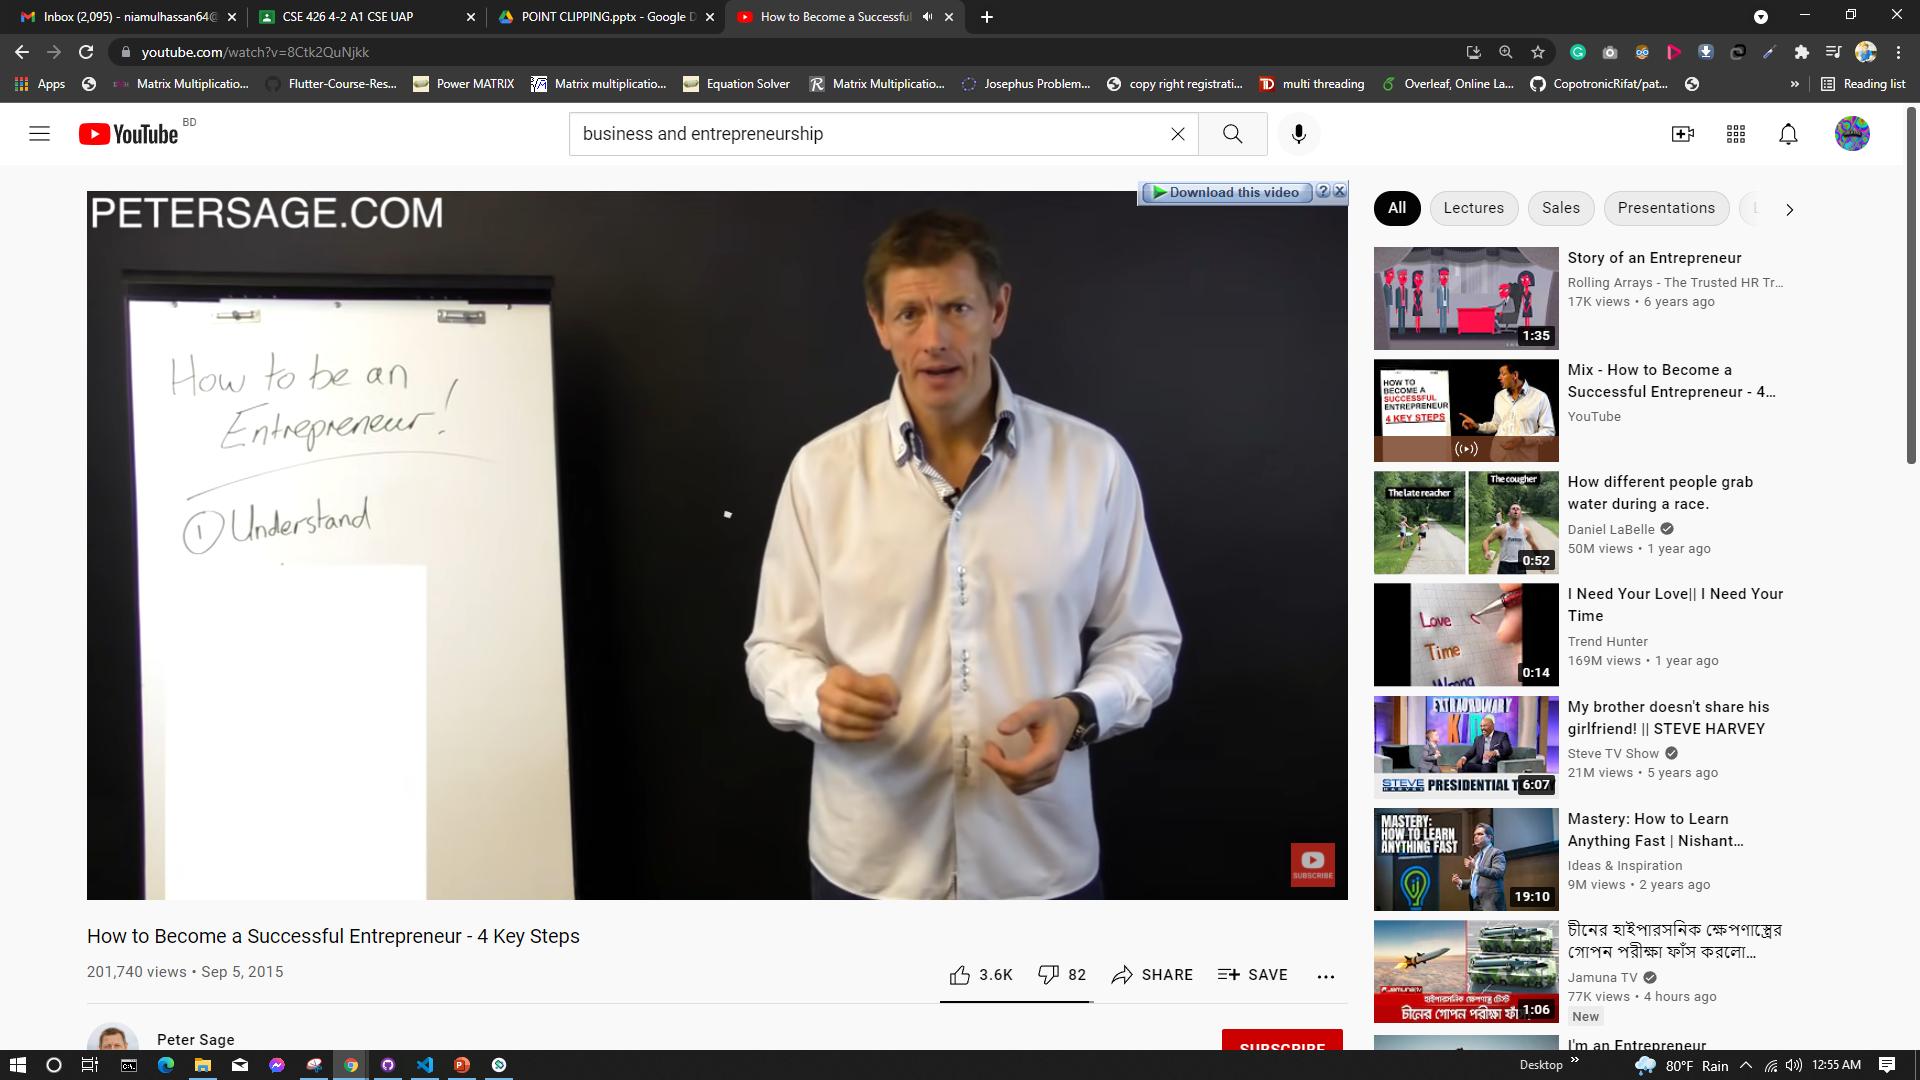 Inbox (2,095) - niamulhassan64@
CSE 426 4-2 A1 CSE UAP
POINT CLIPPING.pptx - Google D
How to Become a Successful
youtube.com/watch?v=8Ctk2QuNjkk
Apps
Matrix Multiplicatio...
Flutter-Course-Res...
Power MATRIX
Matrix multiplicatio...
Equation Solver
Matrix Multiplicatio...
Josephus Problem...
copy right registrati...
multi threading
Overleaf, Online La...
CopotronicRifat/pat...
Reading list
YouTube BD
business and entrepreneurship
Download this video
PETERSAGE.COM
How to be an
Entrepreneur!
① Understand
SUBSCRIBE
How to Become a Successful Entrepreneur - 4 Key Steps
201,740 views • Sep 5, 2015
3.6K
82
SHARE
SAVE
Peter Sage
SUBSCRIBE
All
Lectures
Sales
Presentations
1:35
Story of an Entrepreneur
Rolling Arrays - The Trusted HR Tr...
17K views • 6 years ago
HOW TO
BECOME A
SUCCESSFUL
ENTREPRENEUR
4 KEY STEPS
Mix - How to Become a
Successful Entrepreneur - 4...
YouTube
The late reacher
The cougher
0:52
How different people grab
water during a race.
Daniel LaBelle
50M views • 1 year ago
Love
Time
Wrong
0:14
I Need Your Love|| I Need Your
Time
Trend Hunter
169M views • 1 year ago
STEVE
HARVEY
6:07
My brother doesn't share his
girlfriend! || STEVE HARVEY
Steve TV Show
21M views • 5 years ago
MASTERY:
HOW TO LEARN
ANYTHING FAST
19:10
Mastery: How to Learn
Anything Fast | Nishant...
Ideas & Inspiration
9M views • 2 years ago
হাইপারসনিক ক্ষেপণাস্ত্র টেস্ট
1:06
চীনের হাইপারসনিক ক্ষেপণাস্ত্রের
গোপন পরীক্ষা ফাঁস করলো...
Jamuna TV
77K views • 4 hours ago
New
I'm an Entrepreneur
Desktop
80°F Rain
12:55 AM